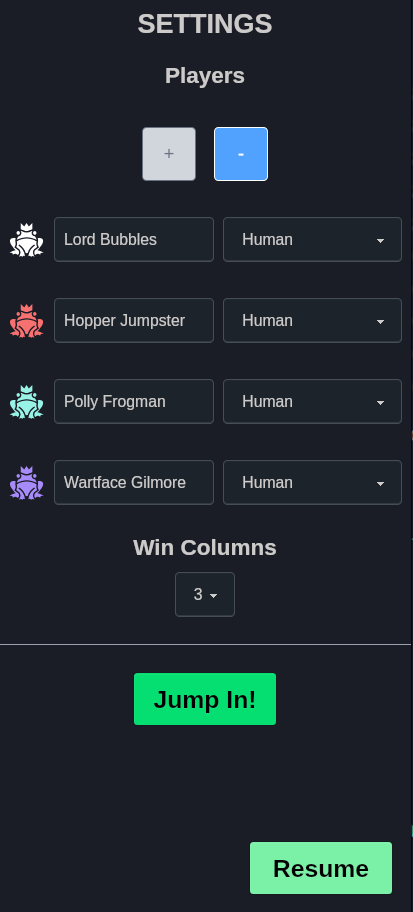 SETTINGS
Players
+ -
Lord Bubbles Human
Hopper Jumpster Human
Polly Frogman Human
Wartface Gilmore Human
Win Columns
3
Jump In!
Resume